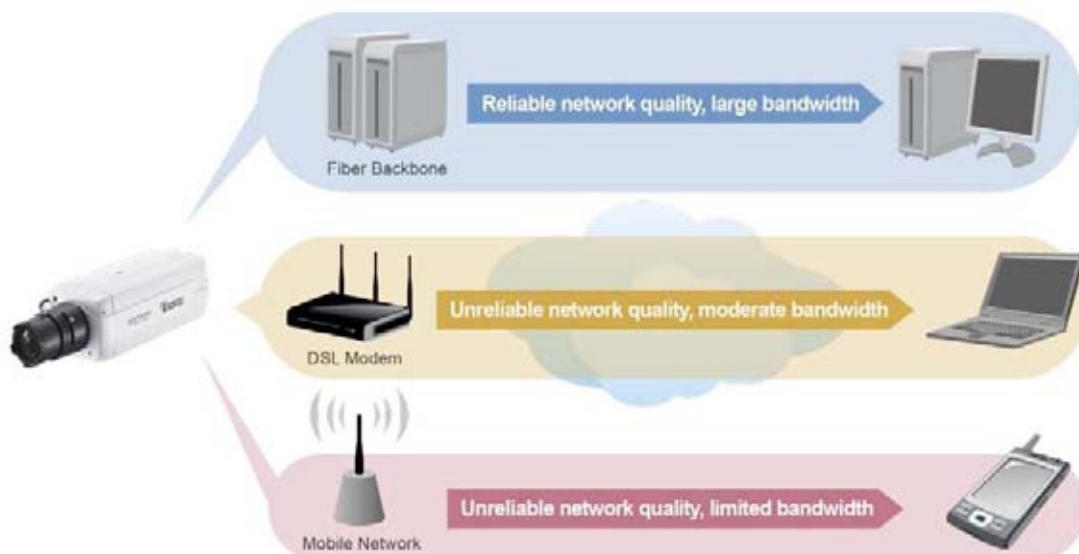 Reliable network quality, large bandwidth
Fiber Backbone
Unreliable network quality, moderate bandwidth
DSL Modem
Unreliable network quality, limited bandwidth
Mobile Network